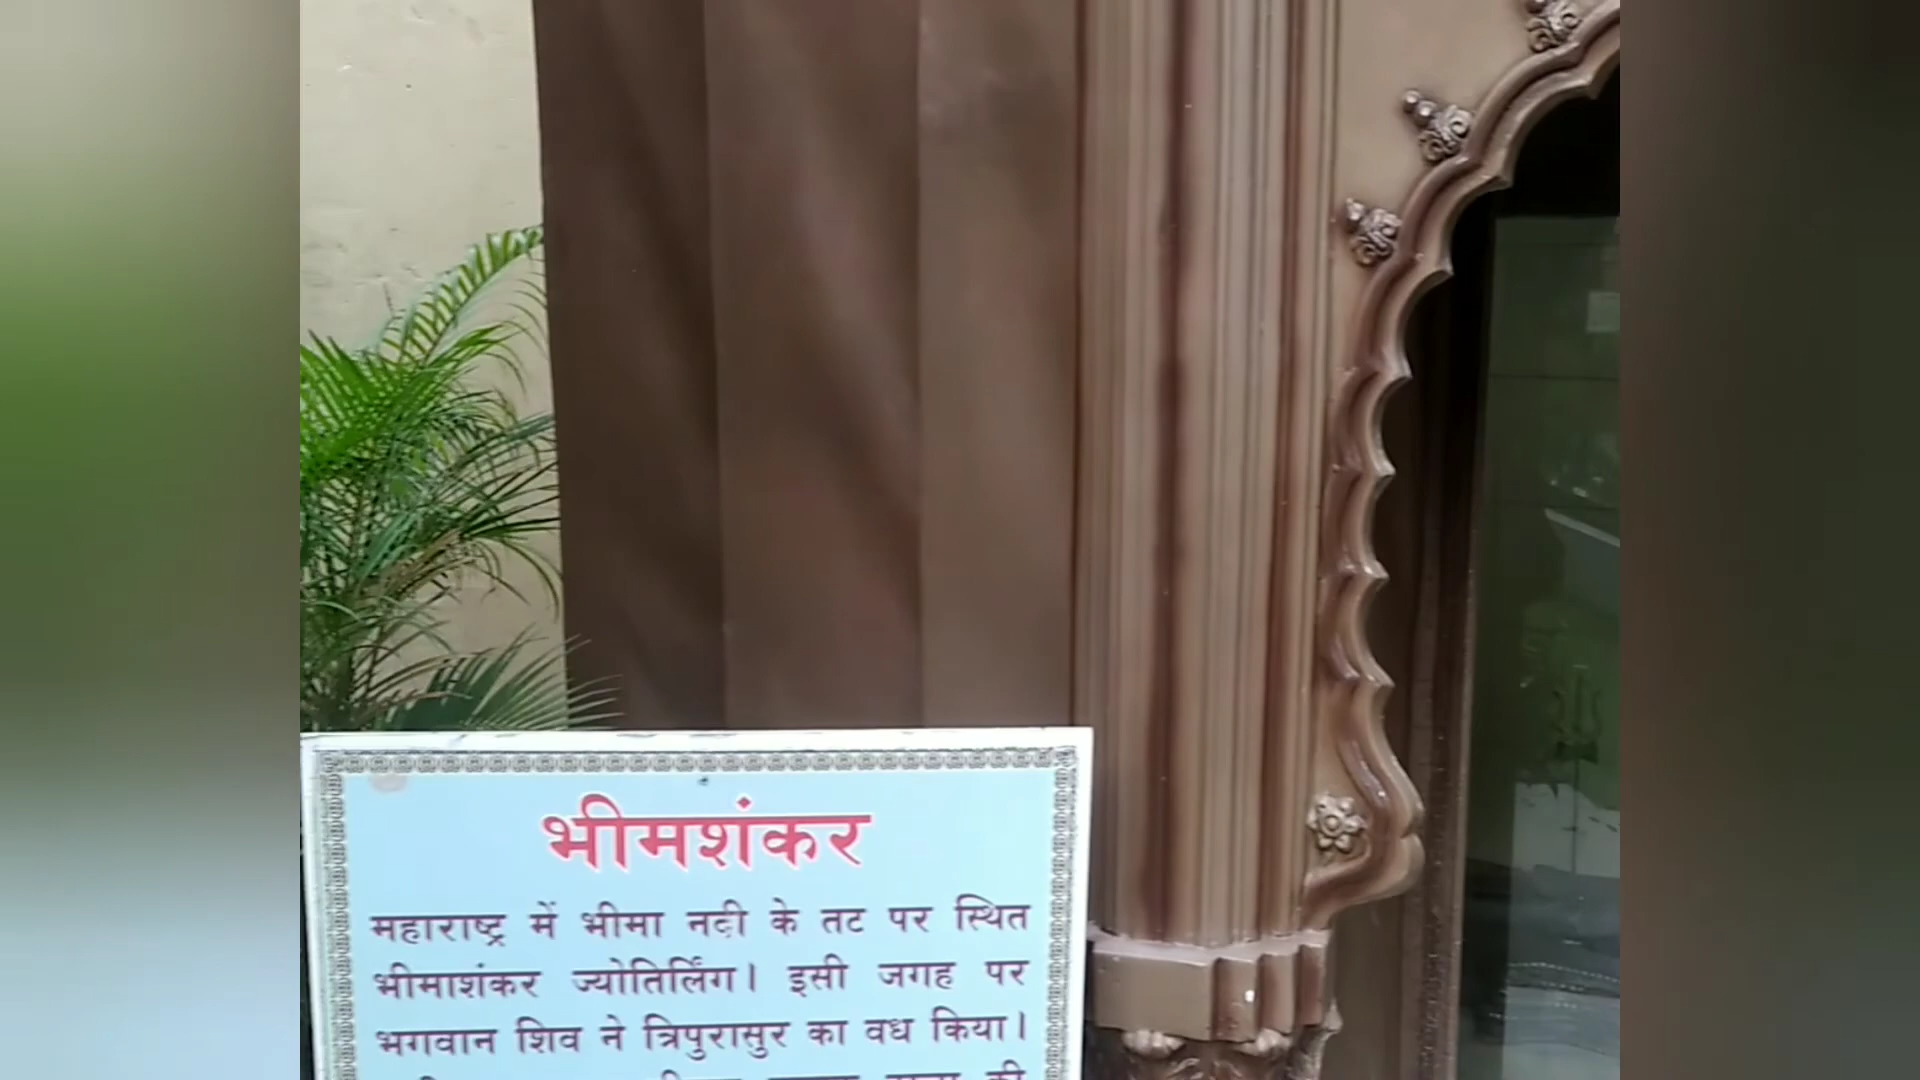 भीमशंकर
महाराष्ट्र में भीमा नदी के तट पर स्थित
भीमाशंकर ज्योतिर्लिंग। इसी जगह पर
भगवान शिव ने त्रिपुरासुर का वध किया।
की